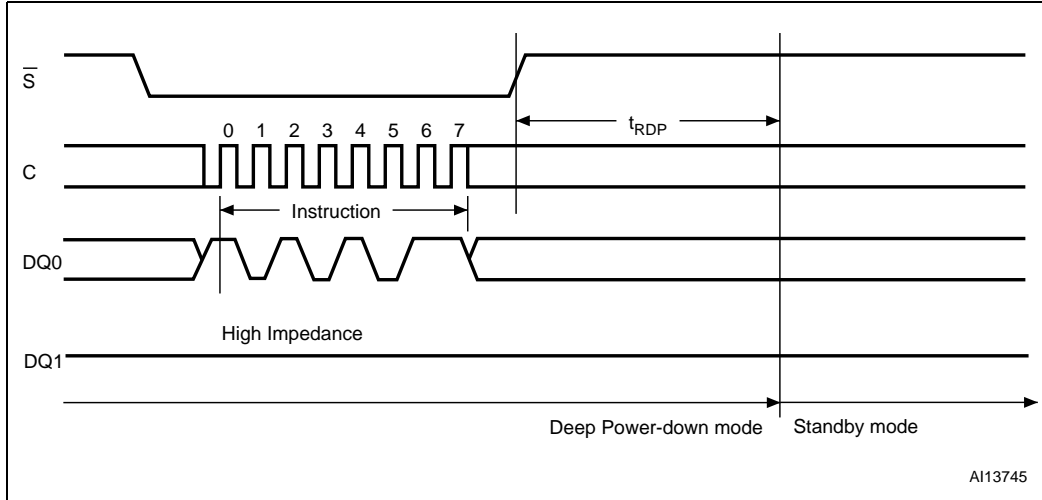 S̅
t_RDP
0 1 2 3 4 5 6 7
C
Instruction
DQ0
High Impedance
DQ1
Deep Power-down mode Standby mode
AI13745